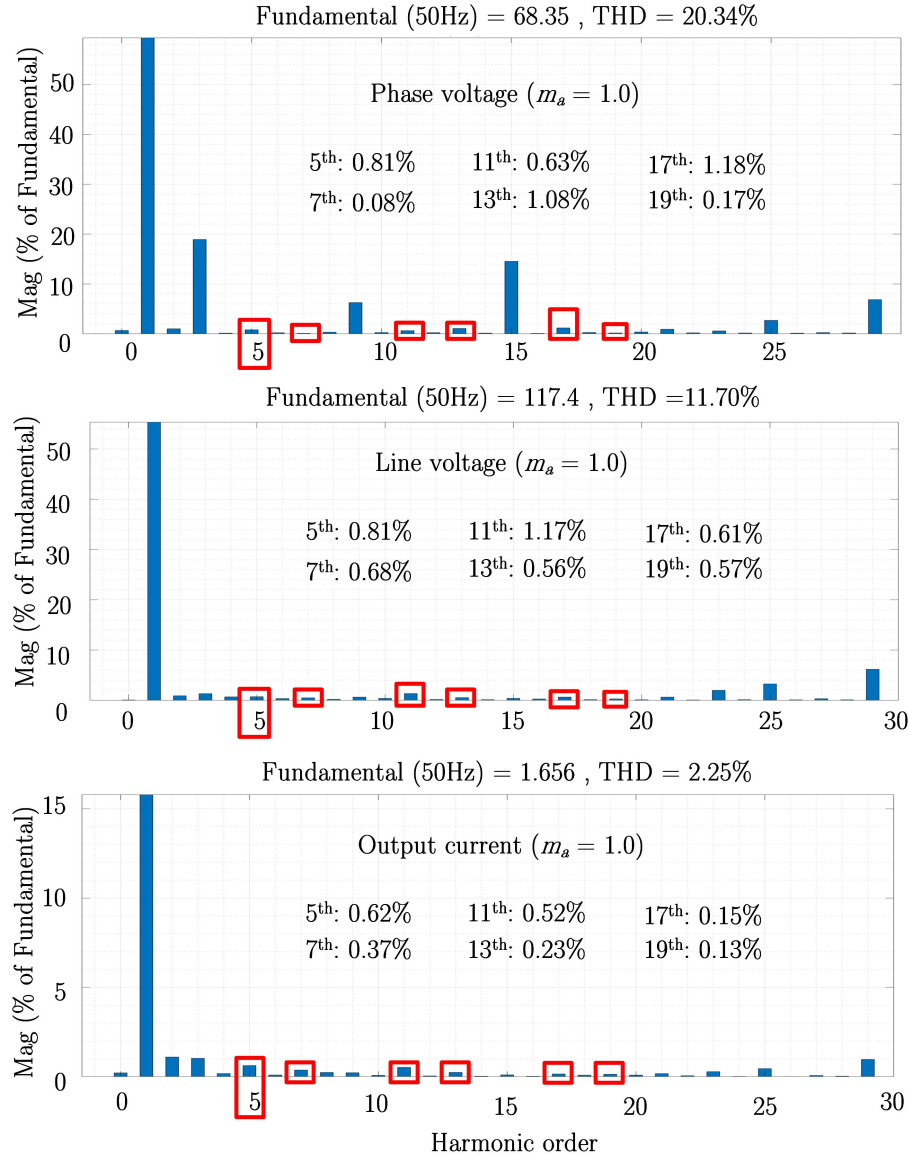 Fundamental (50Hz) = 68.35 , THD = 20.34%
Mag (% of Fundamental)
50
40
30
20
10
0
Phase voltage (mₐ = 1.0)
5ᵗʰ: 0.81% 11ᵗʰ: 0.63% 17ᵗʰ: 1.18%
7ᵗʰ: 0.08% 13ᵗʰ: 1.08% 19ᵗʰ: 0.17%
0 5 10 15 20 25
Fundamental (50Hz) = 117.4 , THD =11.70%
Mag (% of Fundamental)
50
40
30
20
10
0
Line voltage (mₐ = 1.0)
5ᵗʰ: 0.81% 11ᵗʰ: 1.17% 17ᵗʰ: 0.61%
7ᵗʰ: 0.68% 13ᵗʰ: 0.56% 19ᵗʰ: 0.57%
0 5 10 15 20 25 30
Fundamental (50Hz) = 1.656 , THD = 2.25%
Mag (% of Fundamental)
15
10
5
0
Output current (mₐ = 1.0)
5ᵗʰ: 0.62% 11ᵗʰ: 0.52% 17ᵗʰ: 0.15%
7ᵗʰ: 0.37% 13ᵗʰ: 0.23% 19ᵗʰ: 0.13%
0 5 10 15 20 25 30
Harmonic order